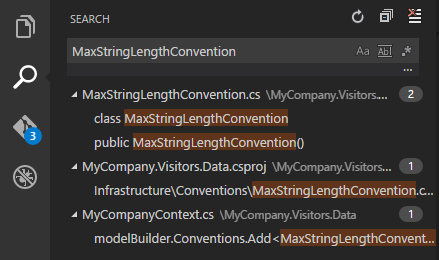 SEARCH
MaxStringLengthConvention
Aa Ab| .*
...
MaxStringLengthConvention.cs \MyCompany.Visitors.... 2
class MaxStringLengthConvention
public MaxStringLengthConvention()
MyCompany.Visitors.Data.csproj \MyCompany.Visitors... 1
Infrastructure\Conventions\MaxStringLengthConvention.c...
MyCompanyContext.cs \MyCompany.Visitors.Data 1
modelBuilder.Conventions.Add<MaxStringLengthConvent...
3